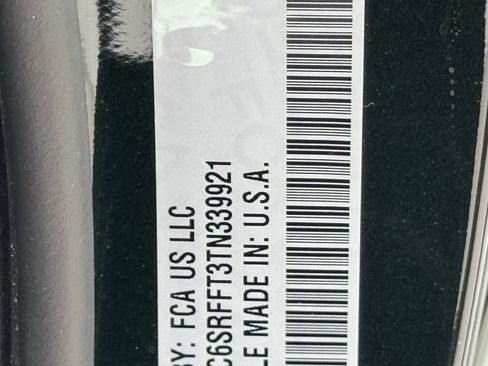 BY: FCA US LLC
C6SRFFT3TN339921
LE MADE IN: U.S.A.